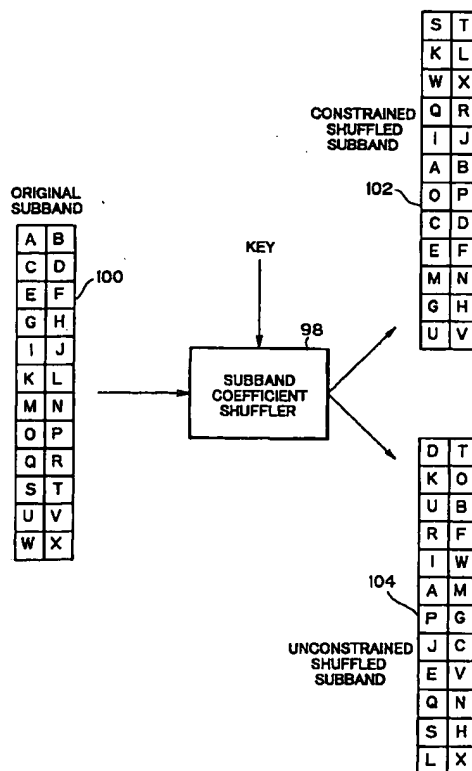 S T
K L
W X
Q R
I J
A B
O P
C D
E F
M N
G H
U V
CONSTRAINED
SHUFFLED
SUBBAND
102
ORIGINAL
SUBBAND
A B
C D
E F
G H
I J
K L
M N
O P
Q R
S T
U V
W X
100
KEY
98
SUBBAND
COEFFICIENT
SHUFFLER
D T
K O
U B
R F
I W
A M
P G
J C
E V
Q N
S H
L X
104
UNCONSTRAINED
SHUFFLED
SUBBAND